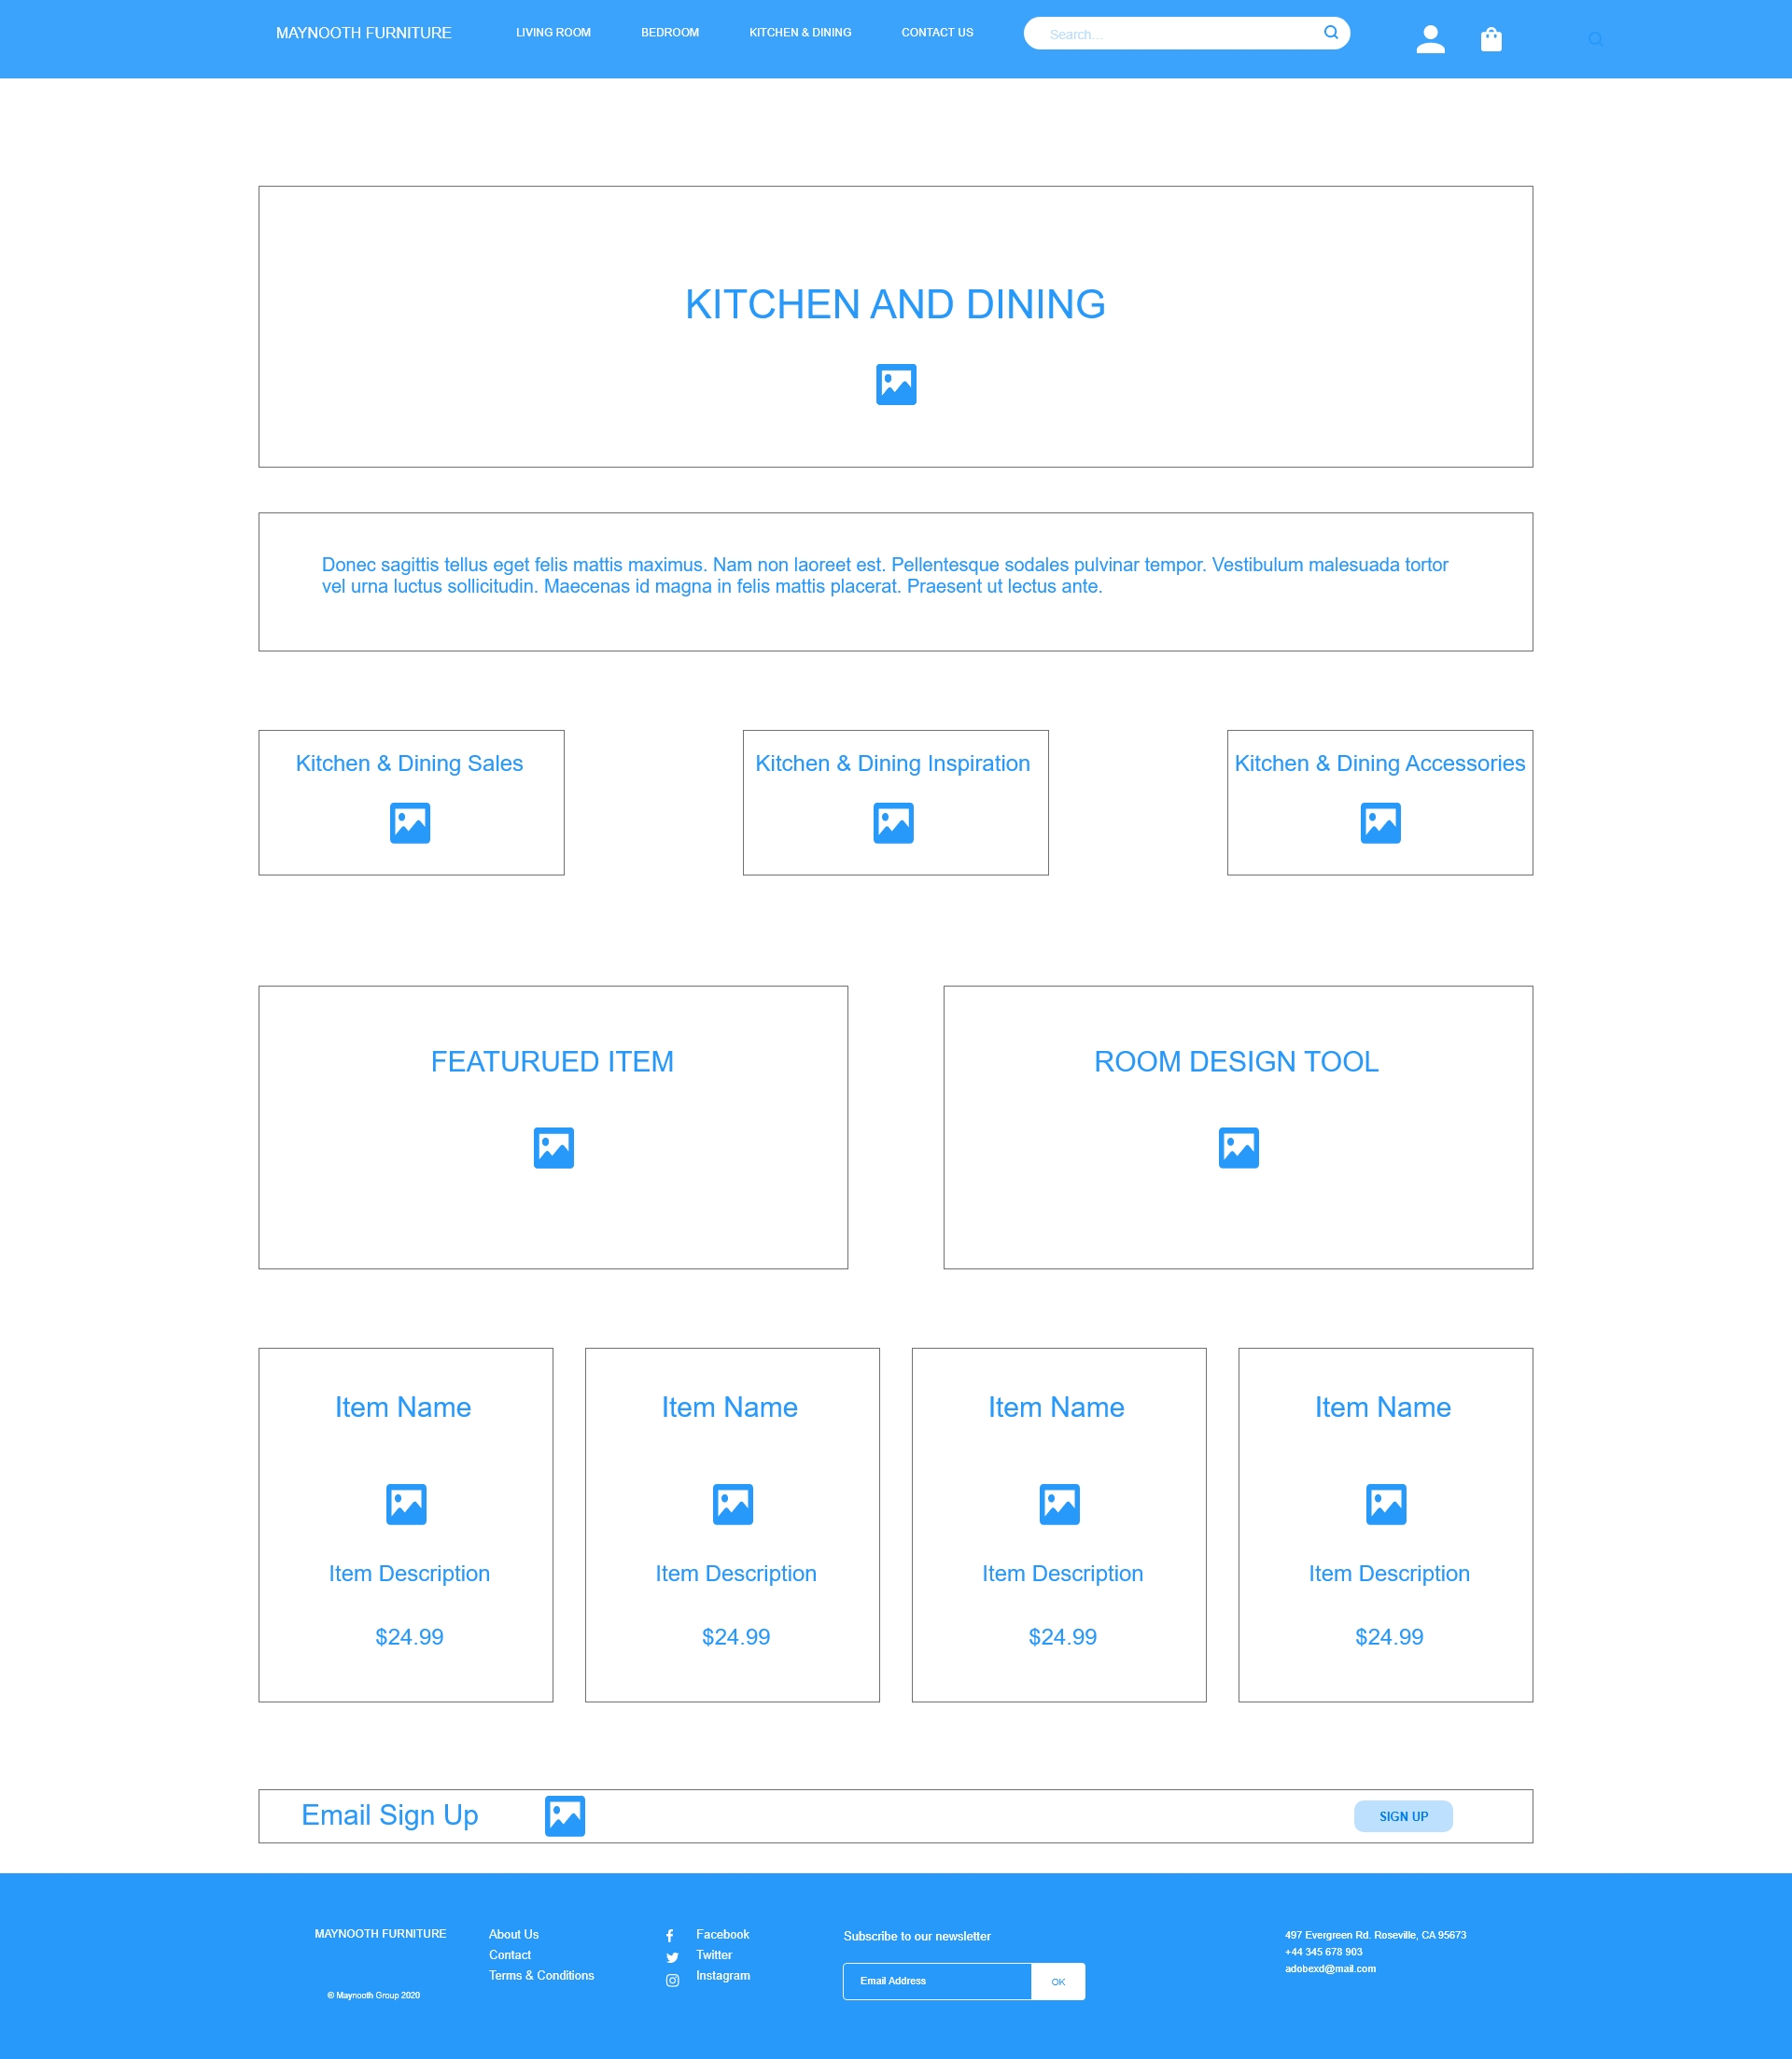 MAYNOOTH FURNITURE
LIVING ROOM
BEDROOM
KITCHEN & DINING
CONTACT US
Search...
KITCHEN AND DINING
Donec sagittis tellus eget felis mattis maximus. Nam non laoreet est. Pellentesque sodales pulvinar tempor. Vestibulum malesuada tortor
vel urna luctus sollicitudin. Maecenas id magna in felis mattis placerat. Praesent ut lectus ante.
Kitchen & Dining Sales
Kitchen & Dining Inspiration
Kitchen & Dining Accessories
FEATURUED ITEM
ROOM DESIGN TOOL
Item Name
Item Name
Item Name
Item Name
Item Description
Item Description
Item Description
Item Description
$24.99
$24.99
$24.99
$24.99
Email Sign Up
SIGN UP
MAYNOOTH FURNITURE
© Maynooth Group 2020
About Us
Contact
Terms & Conditions
Facebook
Twitter
Instagram
Subscribe to our newsletter
Email Address
OK
497 Evergreen Rd. Roseville, CA 95673
+44 345 678 903
adobexd@mail.com